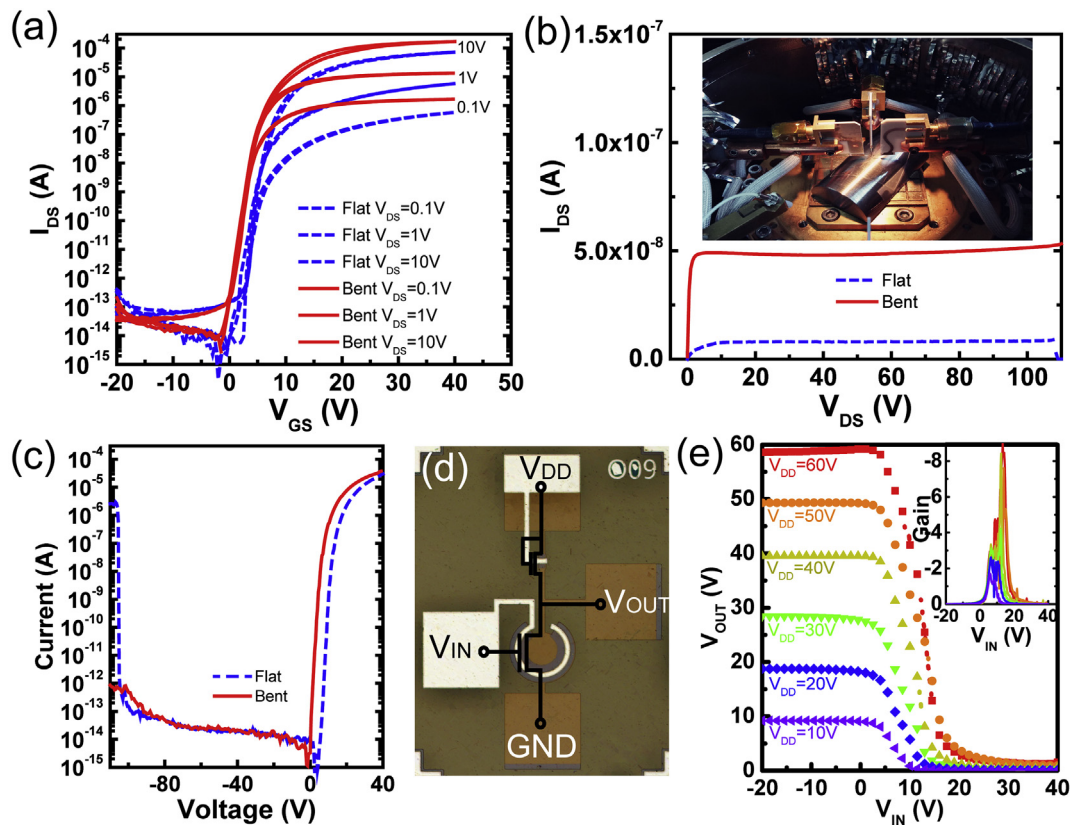 (a)
I_DS (A)
10^-4
10^-5
10^-6
10^-7
10^-8
10^-9
10^-10
10^-11
10^-12
10^-13
10^-14
10^-15
10V
1V
0.1V
Flat V_DS=0.1V
Flat V_DS=1V
Flat V_DS=10V
Bent V_DS=0.1V
Bent V_DS=1V
Bent V_DS=10V
-20 -10 0 10 20 30 40 50
V_GS (V)
(b)
I_DS (A)
1.5x10^-7
1.0x10^-7
5.0x10^-8
0.0
Flat
Bent
0 20 40 60 80 100
V_DS (V)
(c)
Current (A)
10^-4
10^-5
10^-6
10^-7
10^-8
10^-9
10^-10
10^-11
10^-12
10^-13
10^-14
10^-15
Flat
Bent
-80 -40 0 40
Voltage (V)
(d)
V_DD
009
V_OUT
V_IN
GND
(e)
V_OUT (V)
60
50
40
30
20
10
0
V_DD=60V
V_DD=50V
V_DD=40V
V_DD=30V
V_DD=20V
V_DD=10V
-20 -10 0 10 20 30 40
V_IN (V)
Gain
-8
-6
-4
-2
0
-20 0 20 40
V_IN (V)